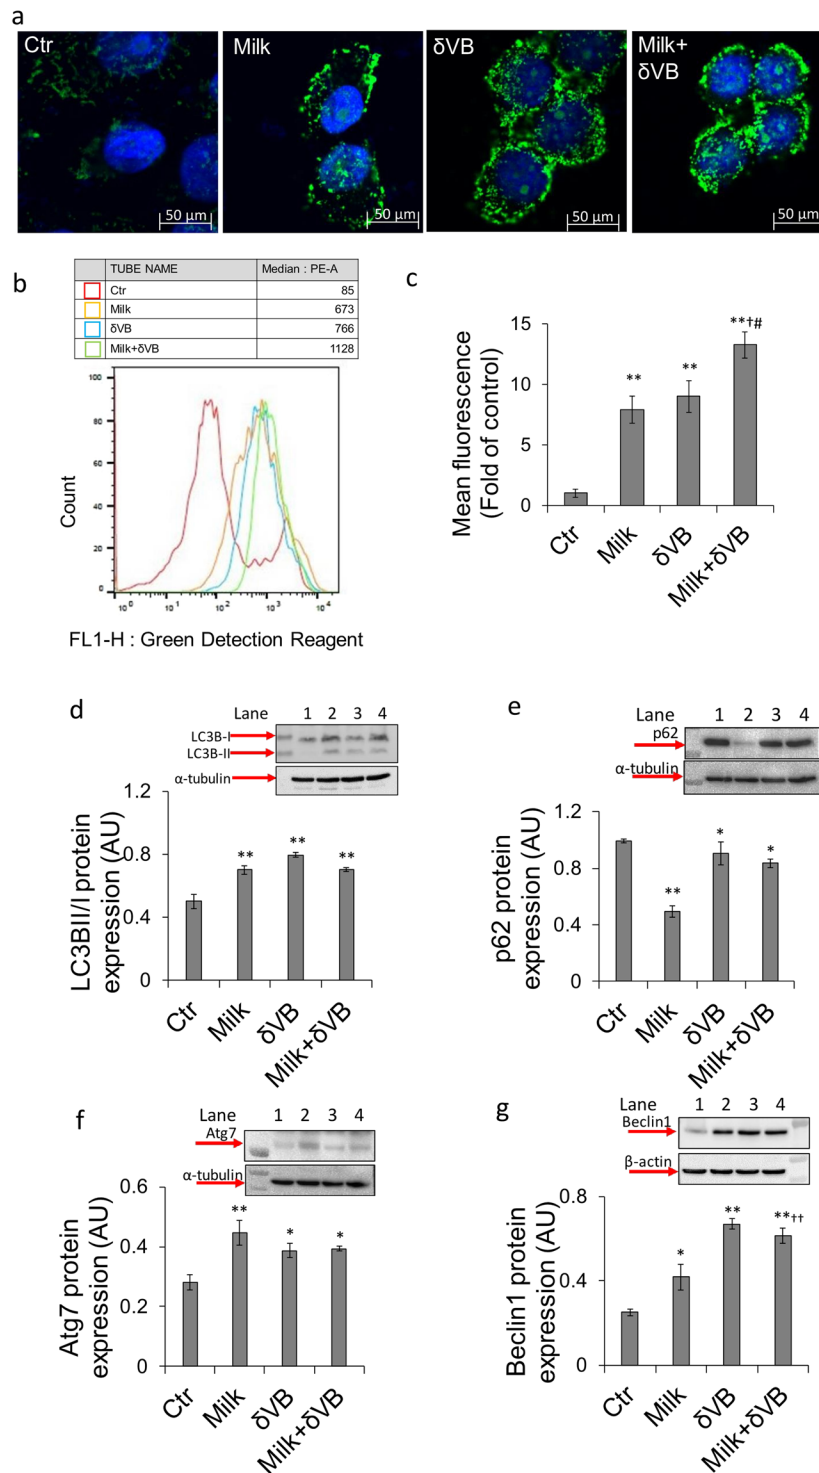 a
Ctr
Milk
δVB
Milk+
δVB
50 µm
50 µm
50 µm
50 µm
b
TUBE NAME Median : PE-A
Ctr 85
Milk 673
δVB 766
Milk+δVB 1128
100
80
60
40
20
0
Count
10⁰ 10¹ 10² 10³ 10⁴
FL1-H : Green Detection Reagent
c
Mean fluorescence
(Fold of control)
15
10
5
0
**
**
**†#
Ctr
Milk
δVB
Milk+δVB
d
Lane 1 2 3 4
LC3B-I
LC3B-II
α-tubulin
LC3BII/I protein
expression (AU)
1.2
0.8
0.4
0
**
**
**
Ctr
Milk
δVB
Milk+δVB
e
Lane 1 2 3 4
p62
α-tubulin
p62 protein
expression (AU)
1.2
0.8
0.4
0
**
*
*
Ctr
Milk
δVB
Milk+δVB
f
Lane 1 2 3 4
Atg7
α-tubulin
Atg7 protein
expression (AU)
0.6
0.4
0.2
0
**
*
*
Ctr
Milk
δVB
Milk+δVB
g
Lane 1 2 3 4
Beclin1
β-actin
Beclin1 protein
expression (AU)
0.8
0.4
0
*
**
**††
Ctr
Milk
δVB
Milk+δVB